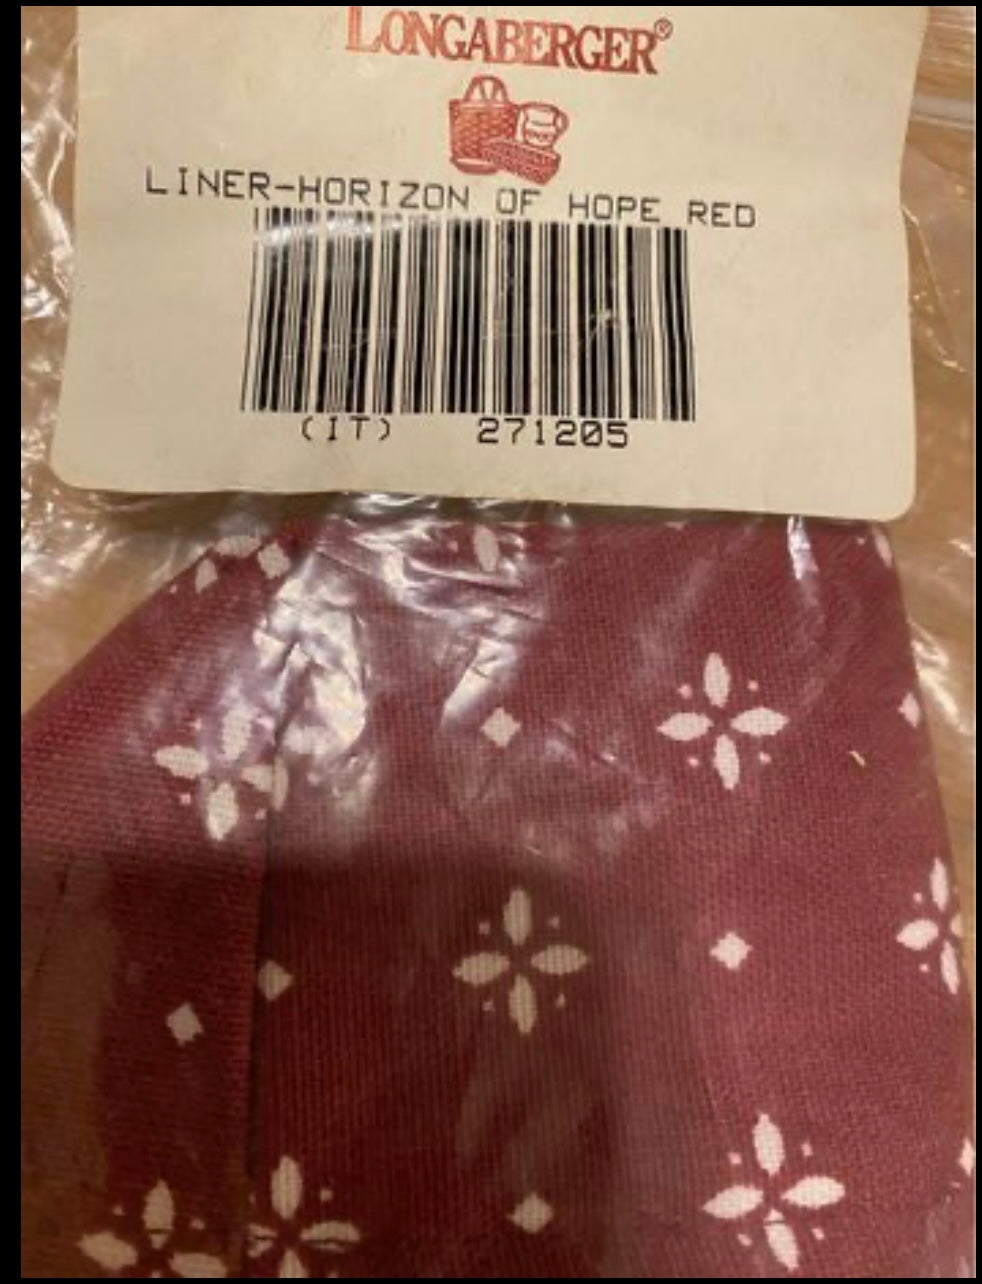 LONGABERGER®
LINER-HORIZON OF HOPE RED
(IT) 271205